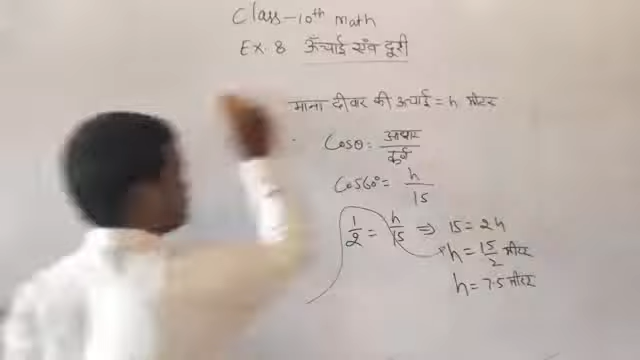 Class-10th Math
Ex. 8 ऊँचाई एवं दूरी
माना दीवार की ऊचाई = h मीटर
Cosθ = आधार/कर्ण
Cos60° = h/15
1/2 = h/15 ⇒ 15 = 2h
h = 15/2 मीटर
h = 7.5 मीटर